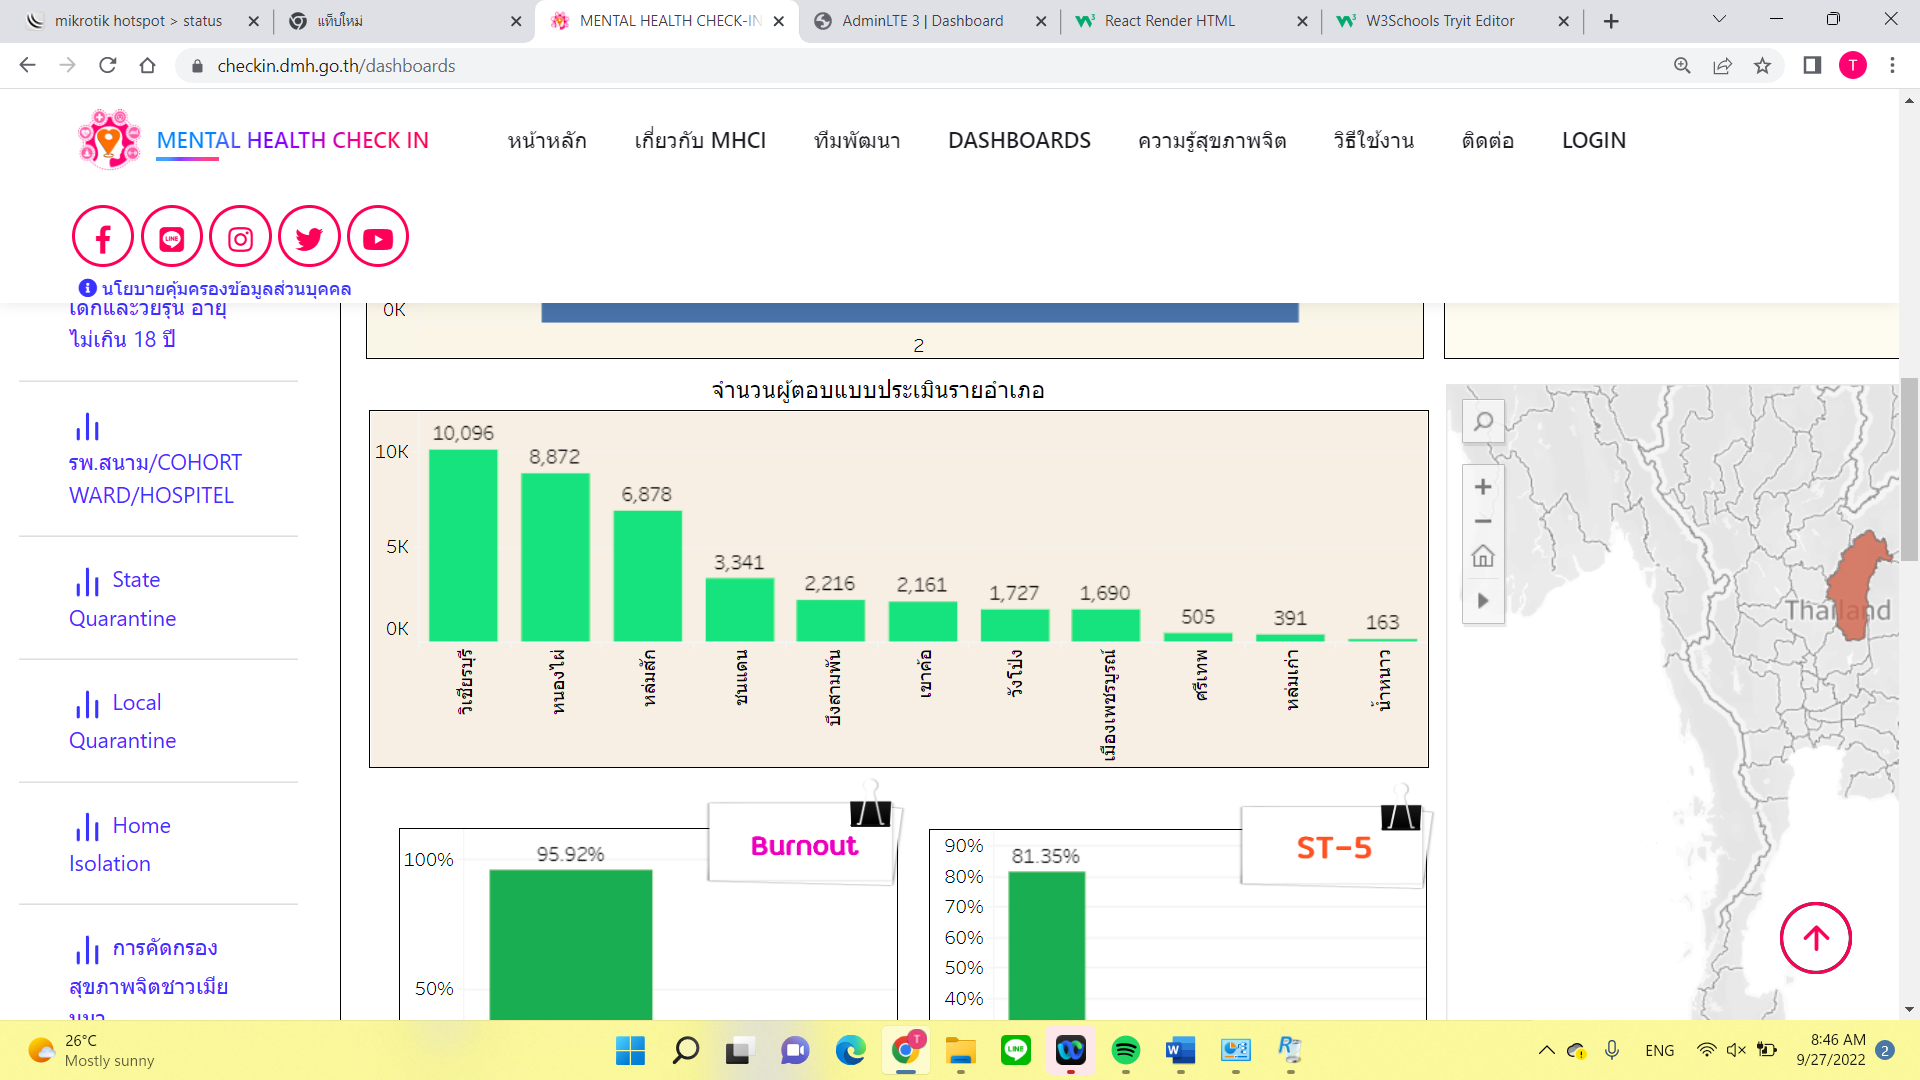 mikrotik hotspot > status
แท็บใหม่
MENTAL HEALTH CHECK-IN
AdminLTE 3 | Dashboard
React Render HTML
W3Schools Tryit Editor
checkin.dmh.go.th/dashboards
T
MENTAL HEALTH CHECK IN
หน้าหลัก
เกี่ยวกับ MHCI
ทีมพัฒนา
DASHBOARDS
ความรู้สุขภาพจิต
วิธีใช้งาน
ติดต่อ
LOGIN
นโยบายคุ้มครองข้อมูลส่วนบุคคล
เด็กและวัยรุ่น อายุ
ไม่เกิน 18 ปี
รพ.สนาม/COHORT
WARD/HOSPITEL
State
Quarantine
Local
Quarantine
Home
Isolation
การคัดกรอง
สุขภาพจิตชาวเมีย
นมา
0K
2
จำนวนผู้ตอบแบบประเมินรายอำเภอ
10K
5K
0K
10,096
8,872
6,878
3,341
2,216
2,161
1,727
1,690
505
391
163
วิเชียรบุรี
หนองไผ่
หล่มสัก
ชนแดน
บึงสามพัน
เขาค้อ
วังโป่ง
เมืองเพชรบูรณ์
ศรีเทพ
หล่มเก่า
น้ำหนาว
Burnout
100%
95.92%
50%
ST-5
90%
81.35%
80%
70%
60%
50%
40%
Thailand
26°C
Mostly sunny
T
LINE
ENG
8:46 AM
9/27/2022
2